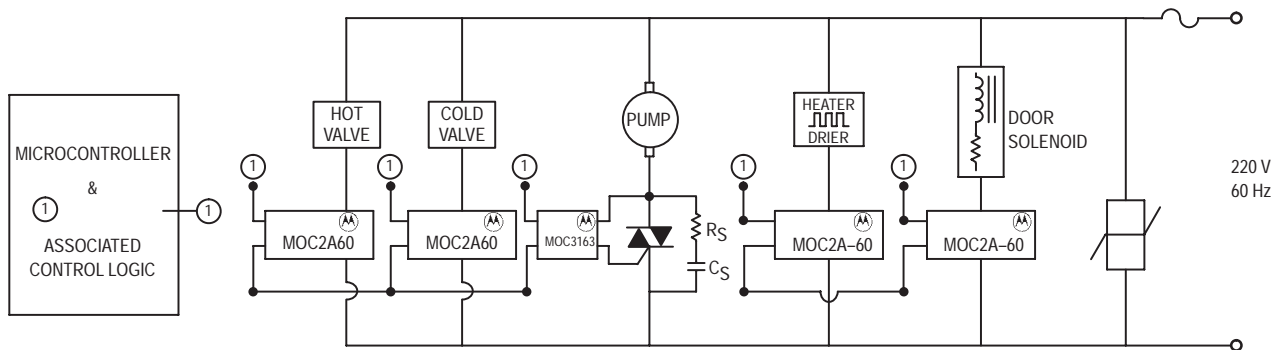 HOT
VALVE
COLD
VALVE
PUMP
HEATER
DRIER
DOOR
SOLENOID
220 V
60 Hz
MICROCONTROLLER
&
1
ASSOCIATED
CONTROL LOGIC
1
1
1
1
1
1
MOC2A60
MOC2A60
MOC3163
RS
CS
MOC2A–60
MOC2A–60